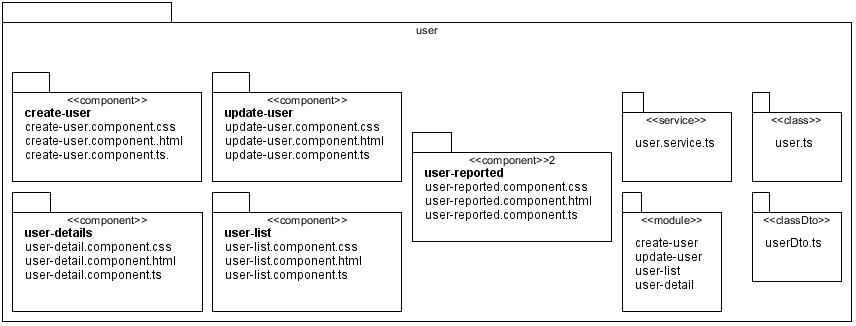 user
<<component>>
create-user
create-user.component.css
create-user.component..html
create-user.component.ts.
<<component>>
update-user
update-user.component.css
update-user.component.html
update-user.component.ts
<<component>>2
user-reported
user-reported.component.css
user-reported.component.html
user-reported.component.ts
<<service>>
user.service.ts
<<class>>
user.ts
<<component>>
user-details
user-detail.component.css
user-detail.component.html
user-detail.component.ts
<<component>>
user-list
user-list.component.css
user-list.component.html
user-list.component.ts
<<module>>
create-user
update-user
user-list
user-detail
<<classDto>>
userDto.ts